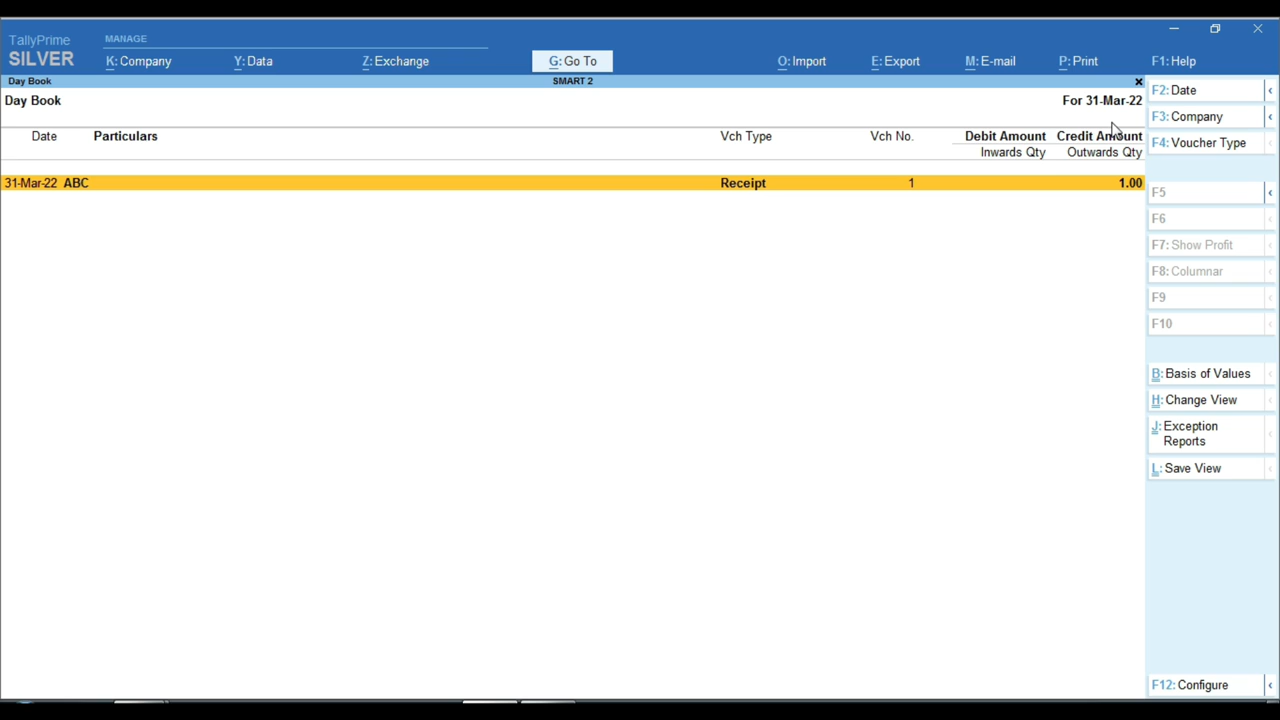 TallyPrime
SILVER
MANAGE
K: Company
Y: Data
Z: Exchange
G: Go To
O: Import
E: Export
M: E-mail
P: Print
F1: Help
Day Book
SMART 2
Day Book
For 31-Mar-22
Date
Particulars
Vch Type
Vch No.
Debit Amount
Credit Amount
Inwards Qty
Outwards Qty
31-Mar-22 ABC
Receipt
1
1.00
F2: Date
F3: Company
F4: Voucher Type
F5
F6
F7: Show Profit
F8: Columnar
F9
F10
B: Basis of Values
H: Change View
J: Exception
Reports
L: Save View
F12: Configure